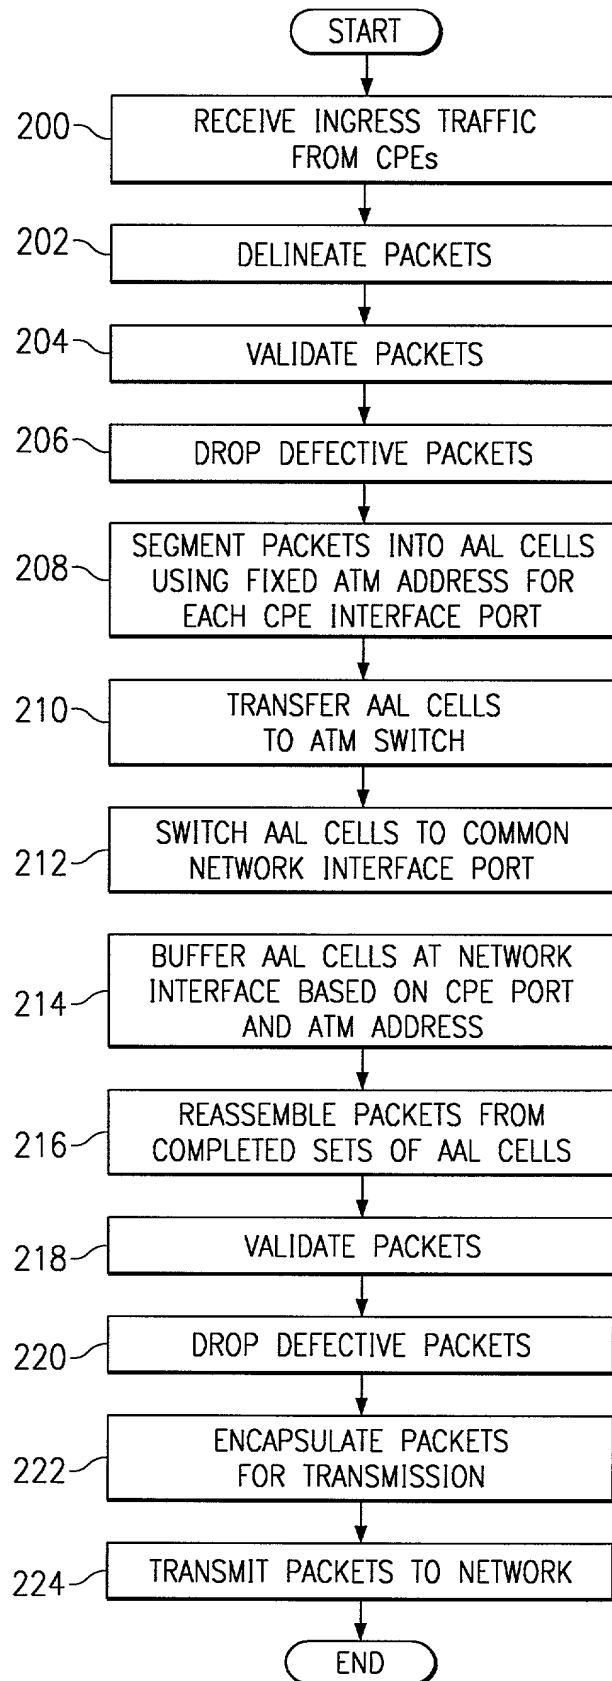 START
200
RECEIVE INGRESS TRAFFIC
FROM CPEs
202
DELINEATE PACKETS
204
VALIDATE PACKETS
206
DROP DEFECTIVE PACKETS
208
SEGMENT PACKETS INTO AAL CELLS
USING FIXED ATM ADDRESS FOR
EACH CPE INTERFACE PORT
210
TRANSFER AAL CELLS
TO ATM SWITCH
212
SWITCH AAL CELLS TO COMMON
NETWORK INTERFACE PORT
214
BUFFER AAL CELLS AT NETWORK
INTERFACE BASED ON CPE PORT
AND ATM ADDRESS
216
REASSEMBLE PACKETS FROM
COMPLETED SETS OF AAL CELLS
218
VALIDATE PACKETS
220
DROP DEFECTIVE PACKETS
222
ENCAPSULATE PACKETS
FOR TRANSMISSION
224
TRANSMIT PACKETS TO NETWORK
END